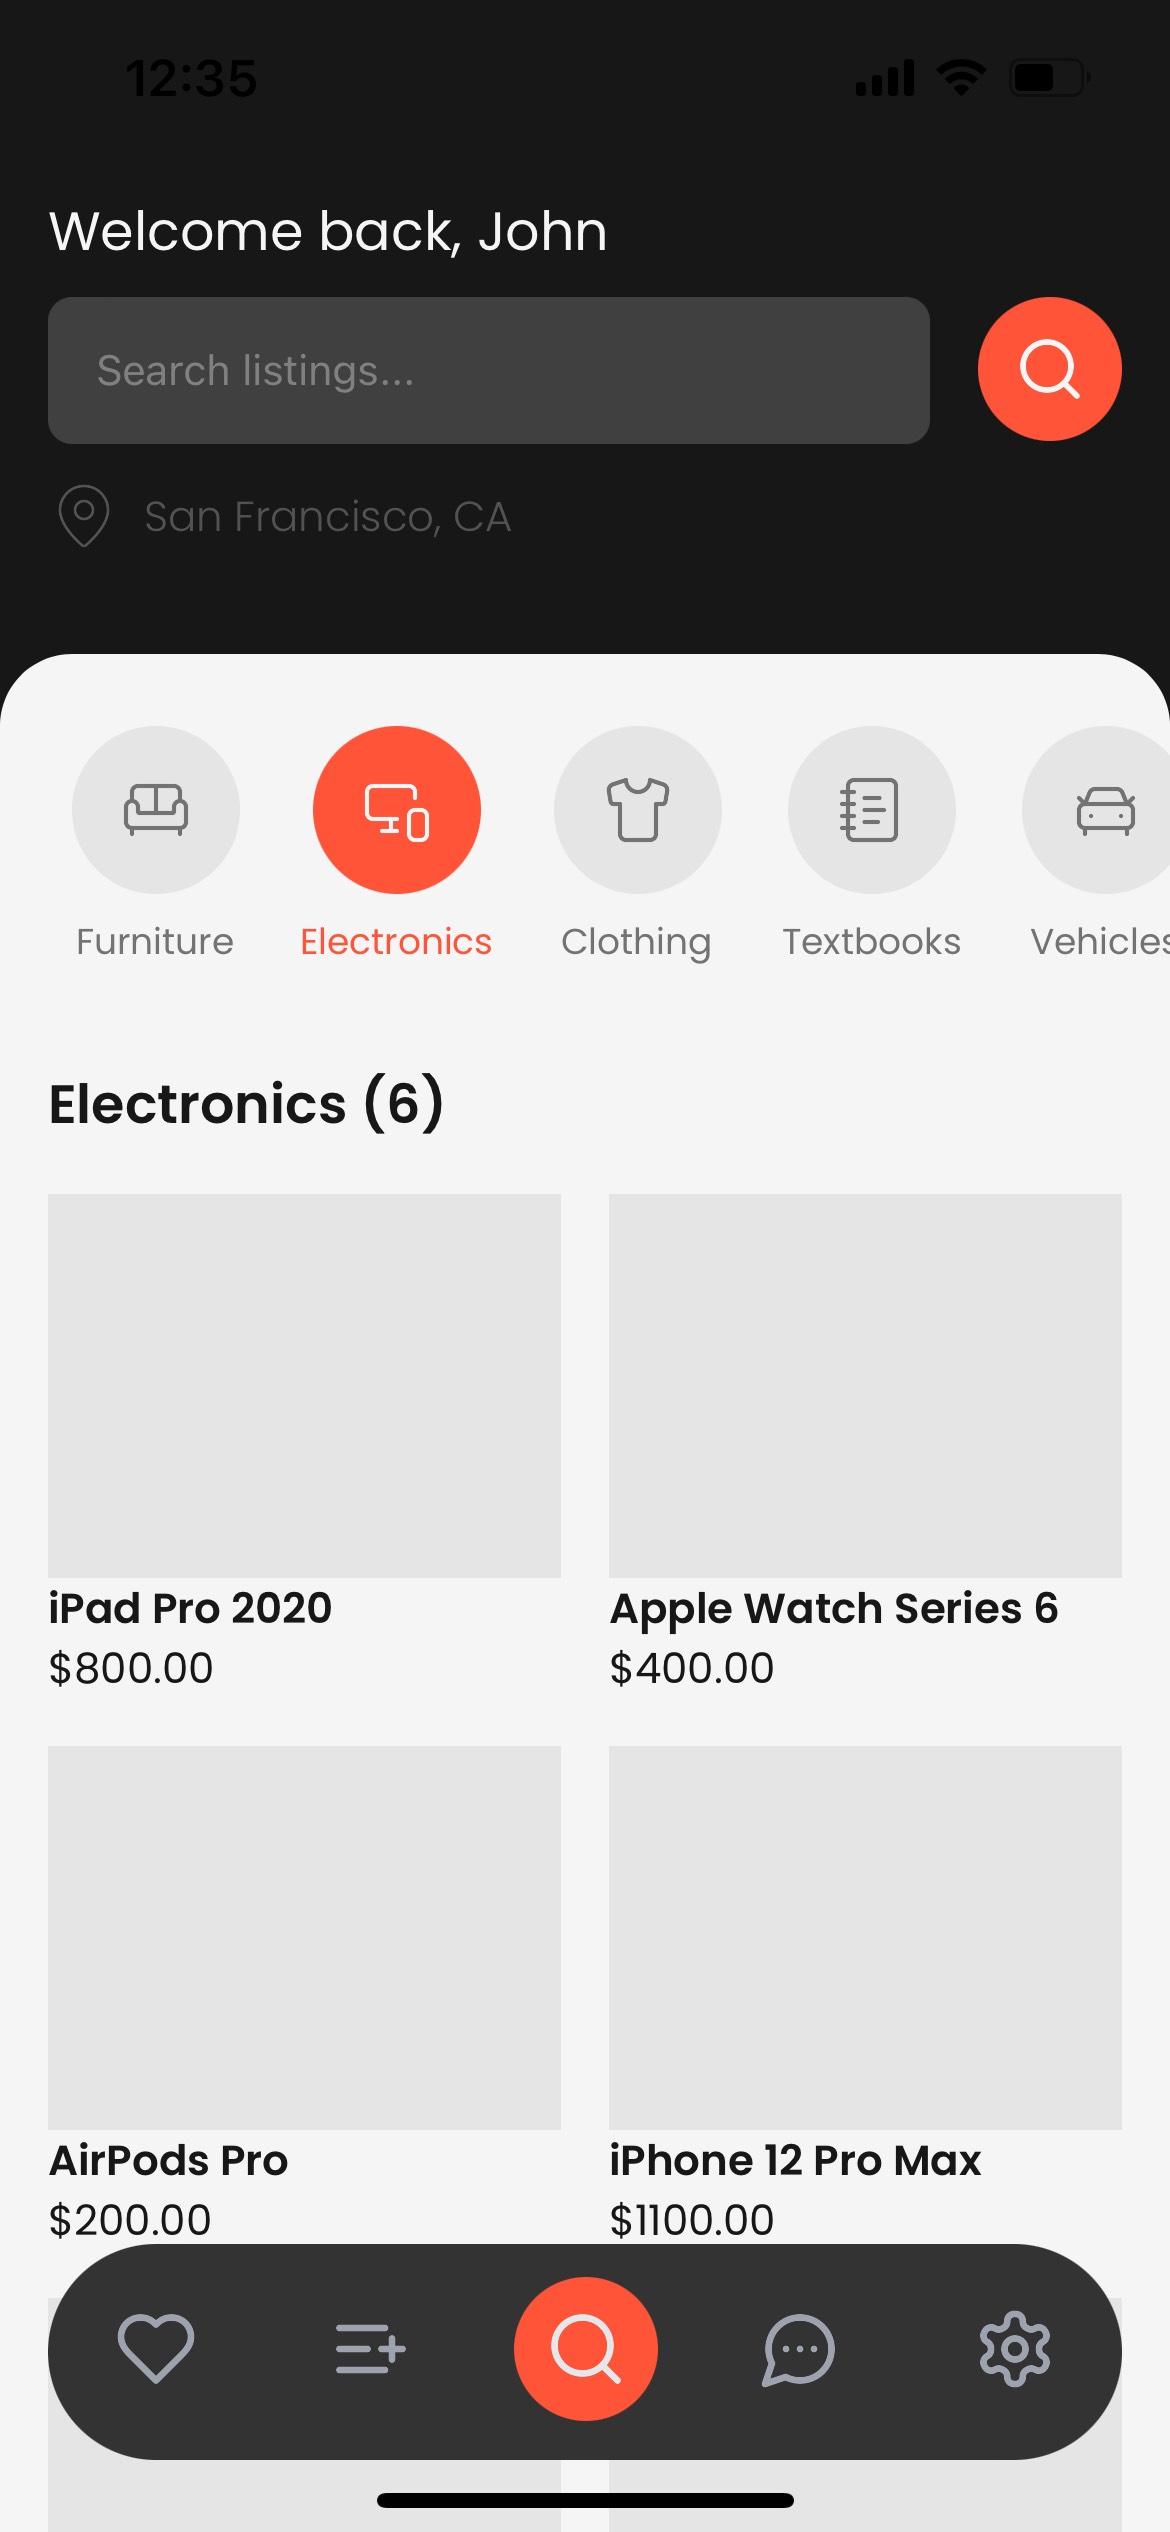 12:35
Welcome back, John
Search listings...
San Francisco, CA
Furniture
Electronics
Clothing
Textbooks
Vehicles
Electronics (6)
iPad Pro 2020
Apple Watch Series 6
$800.00
$400.00
AirPods Pro
iPhone 12 Pro Max
$200.00
$1100.00